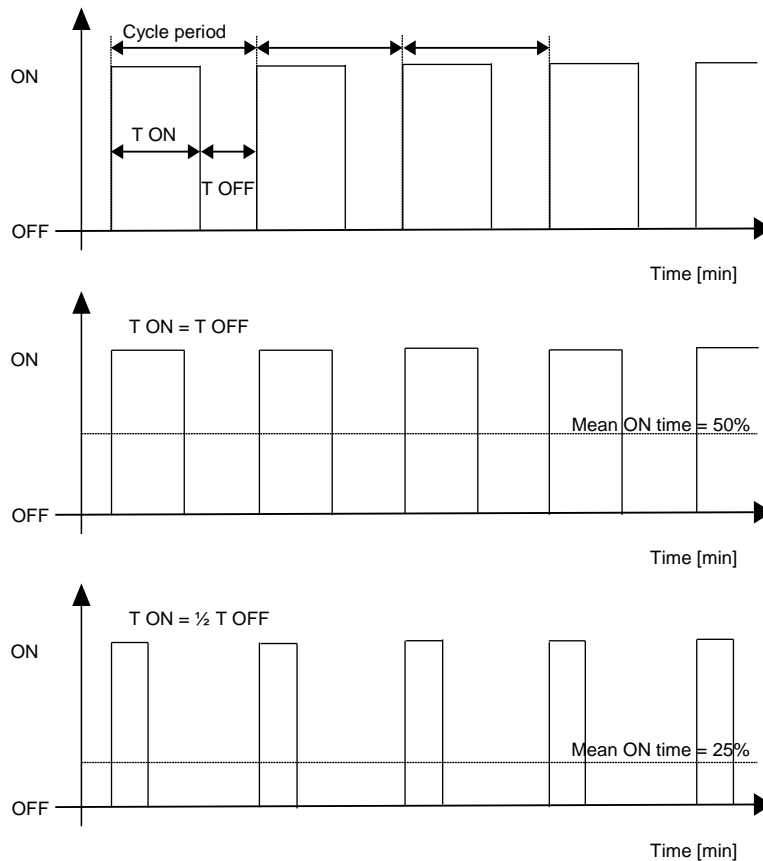 Cycle period
ON
T ON
T OFF
OFF
Time [min]
T ON = T OFF
ON
Mean ON time = 50%
OFF
Time [min]
T ON = ½ T OFF
ON
Mean ON time = 25%
OFF
Time [min]